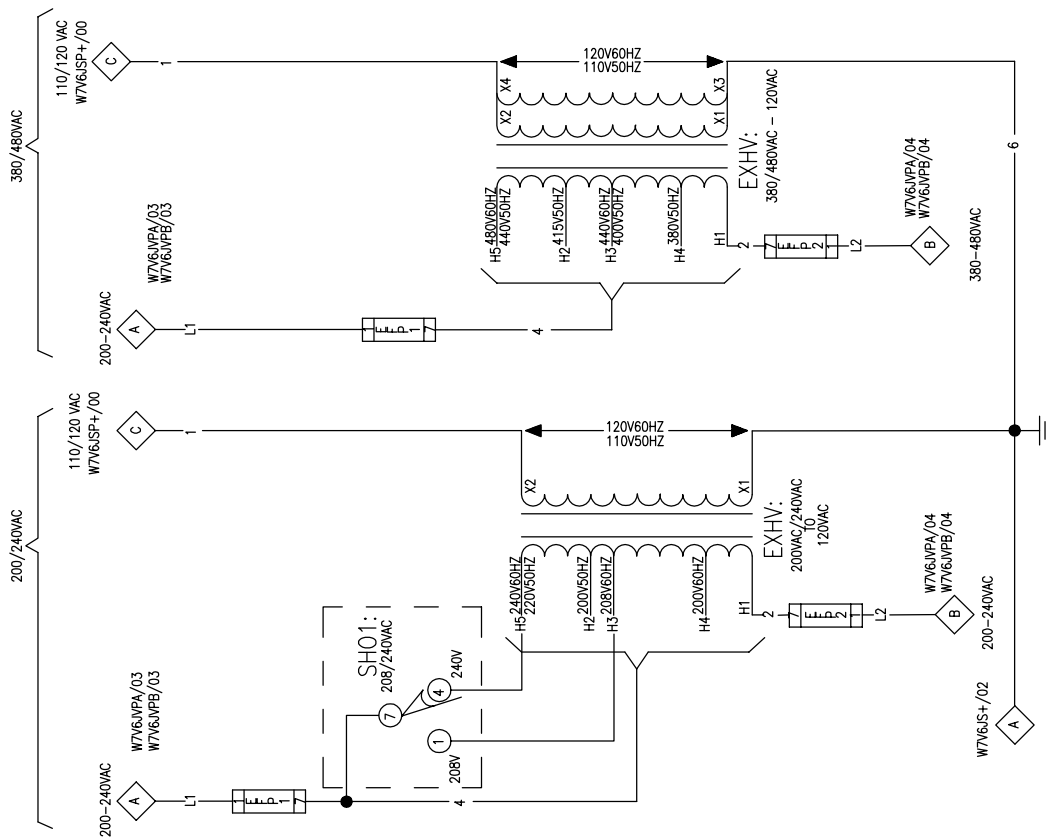 380/480VAC
110/120 VAC
W7V6JSP+/00
C
1
200-240VAC
A
W7V6JVPA/03
W7V6JVPB/03
L1
1
7
4
H5 480V60HZ
440V50HZ
H2 415V50HZ
H3 440V60HZ
400V50HZ
H4 380V50HZ
H1
X2
X4
X1
X3
120V60HZ
110V50HZ
EXHV:
380/480VAC - 120VAC
2
7
1
L2
B
W7V6JVPA/04
W7V6JVPB/04
380-480VAC
6
200/240VAC
110/120 VAC
W7V6JSP+/00
C
1
200-240VAC
A
W7V6JVPA/03
W7V6JVPB/03
L1
1
7
4
SH01:
208/240VAC
7
4
240V
1
208V
H5 240V60HZ
220V50HZ
H2 200V50HZ
H3 208V60HZ
H4 200V60HZ
H1
X2
X1
120V60HZ
110V50HZ
EXHV:
200VAC/240VAC
TO
120VAC
2
7
1
L2
B
W7V6JVPA/04
W7V6JVPB/04
200-240VAC
W7V6JS+/02
A